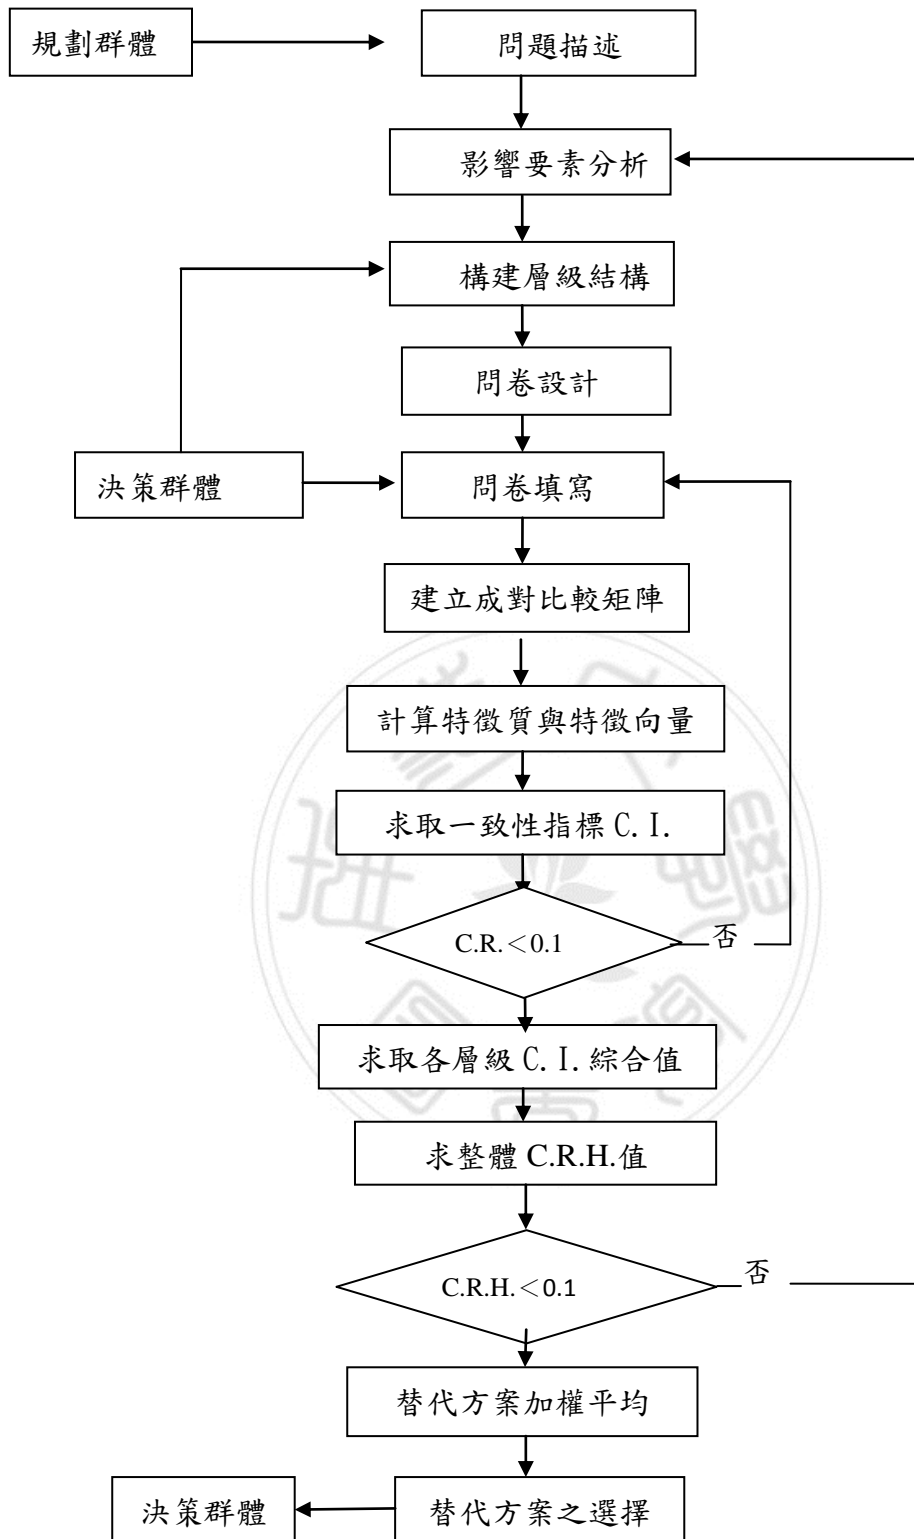 規劃群體
問題描述
影響要素分析
構建層級結構
問卷設計
決策群體
問卷填寫
建立成對比較矩陣
計算特徵質與特徵向量
求取一致性指標 C. I.
C.R.＜0.1
否
求取各層級 C. I. 綜合值
求整體 C.R.H.值
C.R.H.＜0.1
否
替代方案加權平均
決策群體
替代方案之選擇